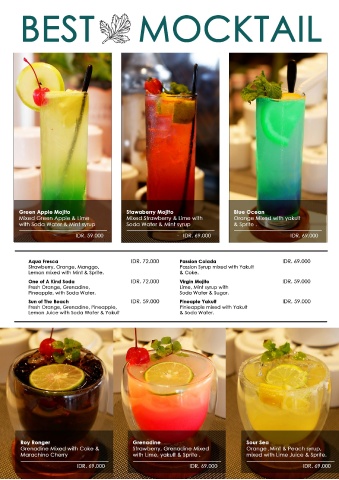 BEST MOCKTAIL
Green Apple Mojito
Mixed Green Apple & Lime
with Soda Water & Mint syrup
IDR. 59.000
Stawabarry Mojito
Mixed Strawberry & Lime with
Soda Water & Mint Syrup
IDR. 69.000
Blue Ocean
Orange Mixed with yakult
& Sprite
IDR. 59.000
Aqua Fresca IDR. 72.000
Strawberry, Orange, Manggo,
Lemon mixed with Mint & Sprite.
One of A Kind Soda IDR. 72.000
Fresh Orange, Grenadine,
Pineapple, with Soda Water.
Sun of The Beach IDR. 59.000
Fresh Orange, Grenadine, Pineapple,
Lemon Juice with Soda Water & Yakult
Passion Colada IDR. 69.000
Passion Syrup mixed with Yakult
& Coke.
Virgin Mojito IDR. 59.000
Lime, Mint syrup with
Soda Water & Sugar.
Pineaple Yakult IDR. 59.000
Pinieapple mixed with Yakult
& Soda Water.
Roy Ranger
Grenadine Mixed with Coke &
Marachino Cherry
IDR. 69.000
Grenadine
Strawberry, Grenadine Mixed
with Lime, yakult & Sprite.
IDR. 69.000
Sour Sea
Orange, Mint & Peach syrup,
mixed with Lime Juice & Sprite.
IDR. 69.000